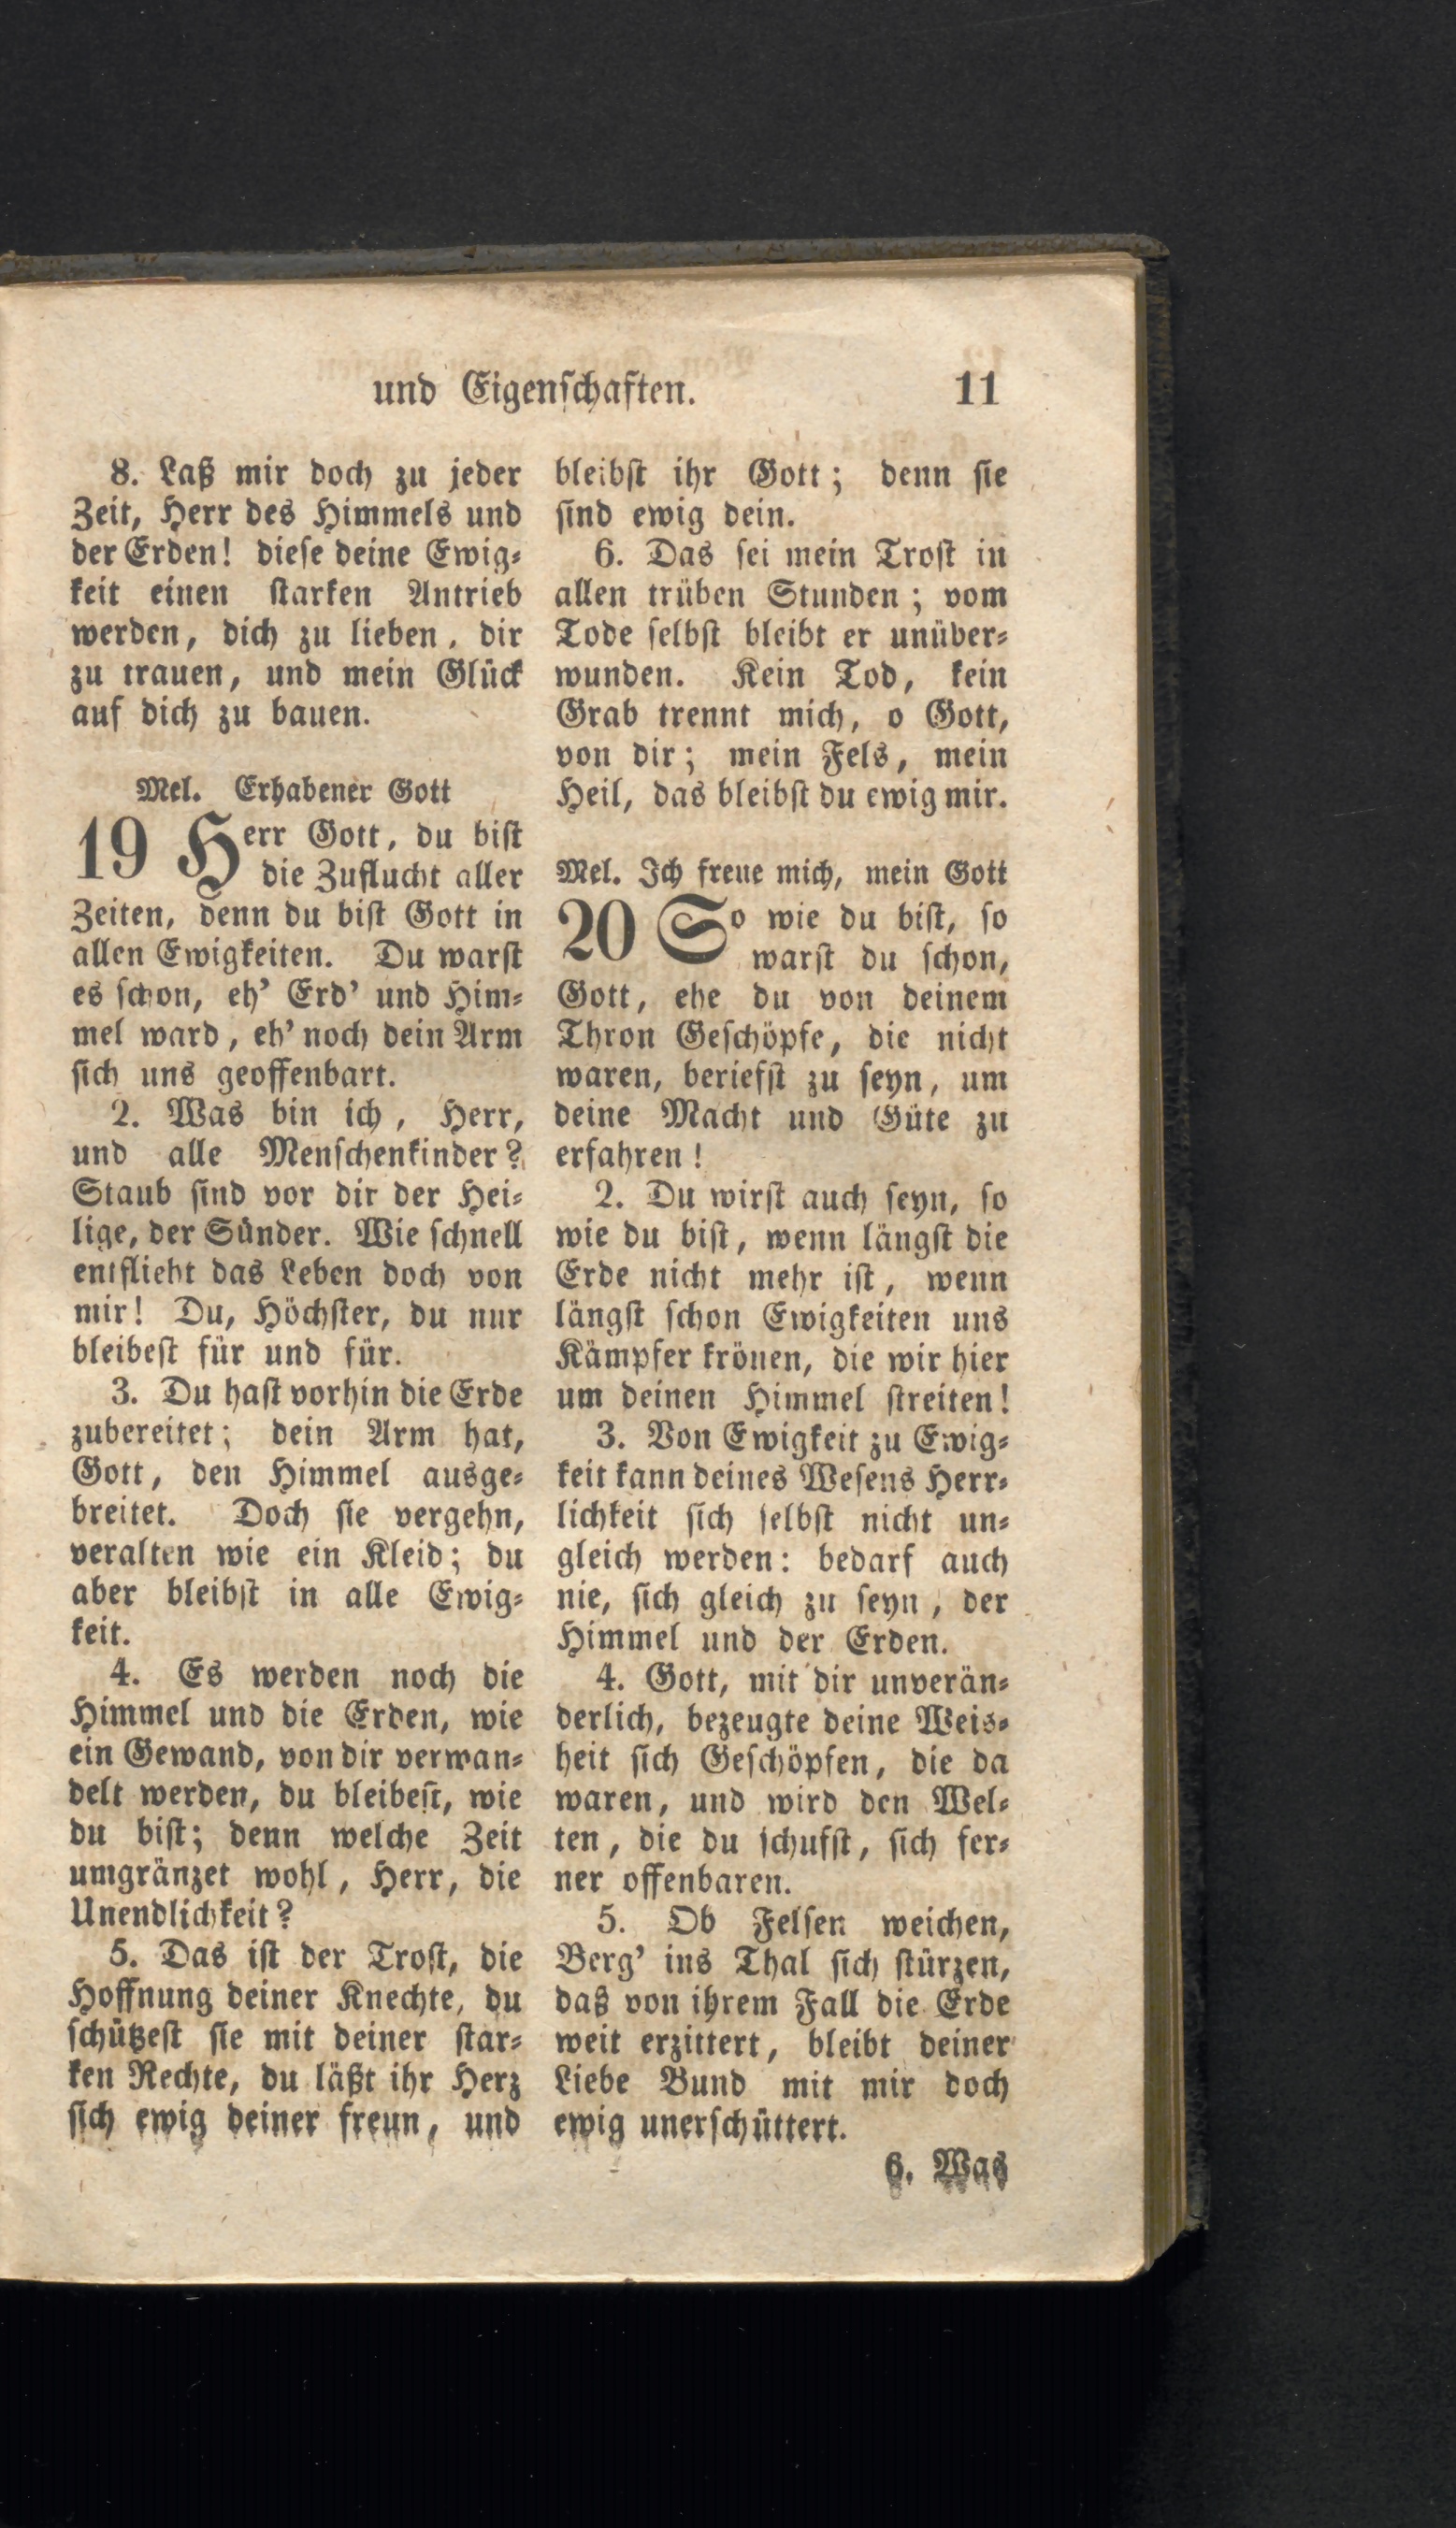 und Eigenschaften. 11
8. Laß mir doch zu jeder
Zeit, Herr des Himmels und
der Erden! diese deine Ewig⸗
keit einen starken Antrieb
werden, dich zu lieben, dir
zu trauen, und mein Glück
auf dich zu bauen.
Mel. Erhabener Gott
19 Herr Gott, du bist
die Zuflucht aller
Zeiten, denn du bist Gott in
allen Ewigkeiten. Du warst
es schon, eh’ Erd’ und Him⸗
mel ward, eh’ noch dein Arm
sich uns geoffenbart.
2. Was bin ich, Herr,
und alle Menschenkinder?
Staub sind vor dir der Hei⸗
lige, der Sünder. Wie schnell
entflieht das Leben doch von
mir! Du, Höchster, du nur
bleibest für und für.
3. Du hast vorhin die Erde
zubereitet; dein Arm hat,
Gott, den Himmel ausge⸗
breitet. Doch sie vergehn,
veralten wie ein Kleid; du
aber bleibst in alle Ewig⸗
keit.
4. Es werden noch die
Himmel und die Erden, wie
ein Gewand, von dir verwan⸗
delt werden, du bleibest, wie
du bist; denn welche Zeit
umgränzet wohl, Herr, die
Unendlichkeit?
5. Das ist der Trost, die
Hoffnung deiner Knechte, du
schützest sie mit deiner star⸗
ken Rechte, du läßt ihr Herz
sich ewig deiner freun, und
bleibst ihr Gott; denn sie
sind ewig dein.
6. Das sei mein Trost in
allen trüben Stunden; vom
Tode selbst bleibt er unüber⸗
wunden. Kein Tod, kein
Grab trennt mich, o Gott,
von dir; mein Fels, mein
Heil, das bleibst du ewig mir.
Mel. Ich freue mich, mein Gott
20 So wie du bist, so
warst du schon,
Gott, ehe du von deinem
Thron Geschöpfe, die nicht
waren, beriefst zu seyn, um
deine Macht und Güte zu
erfahren!
2. Du wirst auch seyn, so
wie du bist, wenn längst die
Erde nicht mehr ist, wenn
längst schon Ewigkeiten uns
Kämpfer krönen, die wir hier
um deinen Himmel streiten!
3. Von Ewigkeit zu Ewig⸗
keit kann deines Wesens Herr⸗
lichkeit sich selbst nicht un⸗
gleich werden: bedarf auch
nie, sich gleich zu seyn, der
Himmel und der Erden.
4. Gott, mit dir unverän⸗
derlich, bezeugte deine Weis⸗
heit sich Geschöpfen, die da
waren, und wird den Wel⸗
ten, die du schufst, sich fer⸗
ner offenbaren.
5. Ob Felsen weichen,
Berg’ ins Thal sich stürzen,
daß von ihrem Fall die Erde
weit erzittert, bleibt deiner
Liebe Bund mit mir doch
ewig unerschüttert.
6. Was